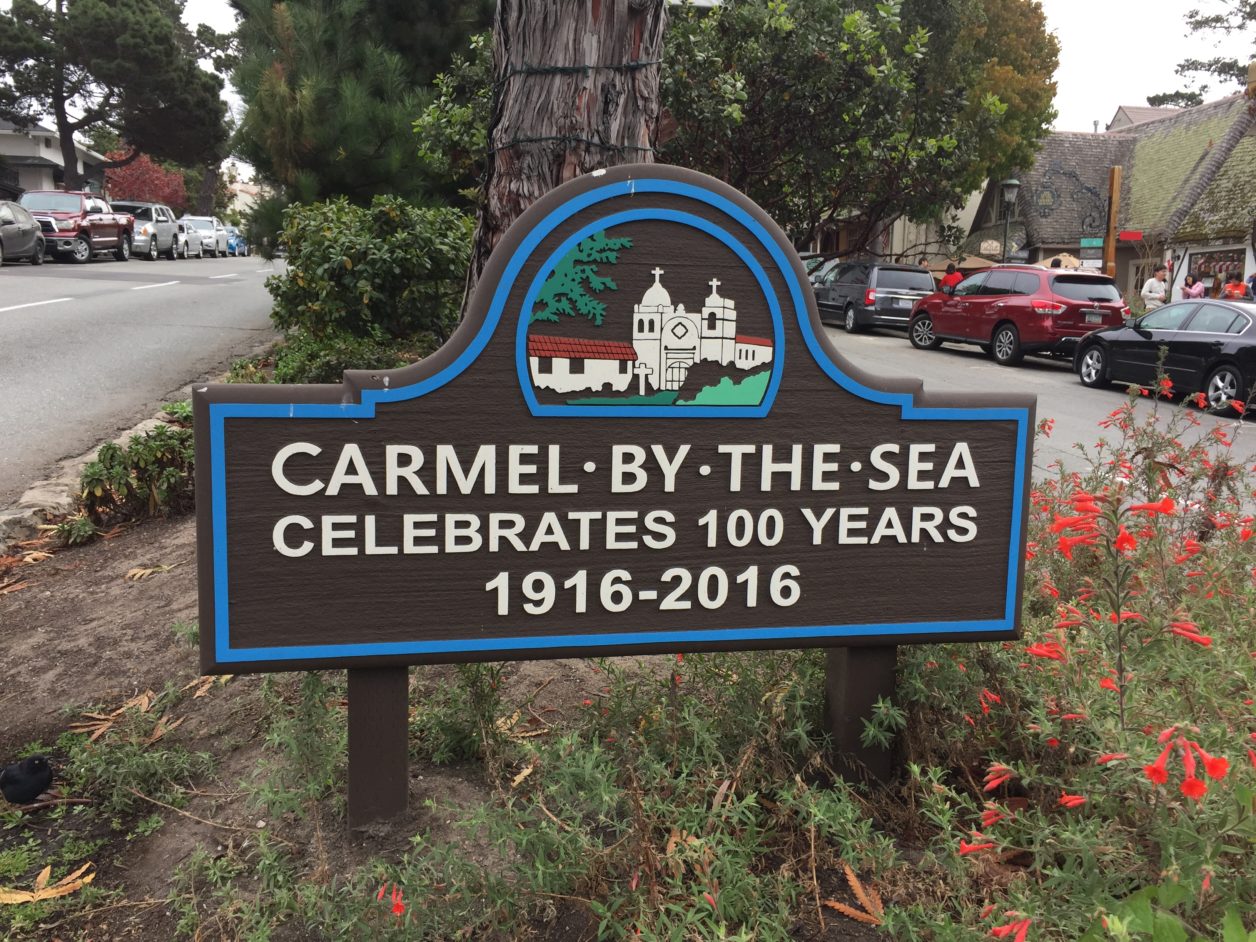 CARMEL·BY·THE·SEA
CELEBRATES 100 YEARS
1916-2016